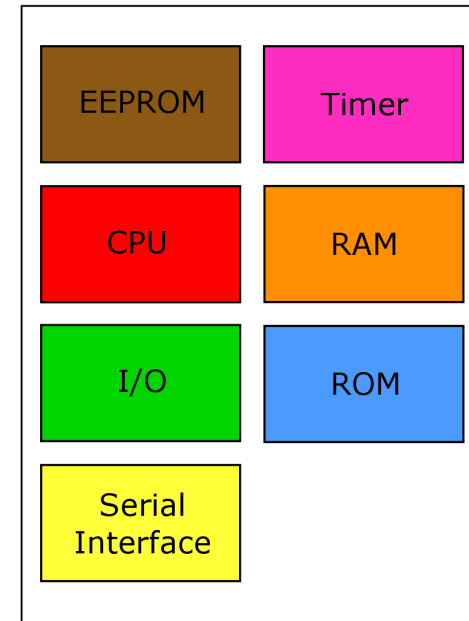 EEPROM
Timer
CPU
RAM
I/O
ROM
Serial
Interface